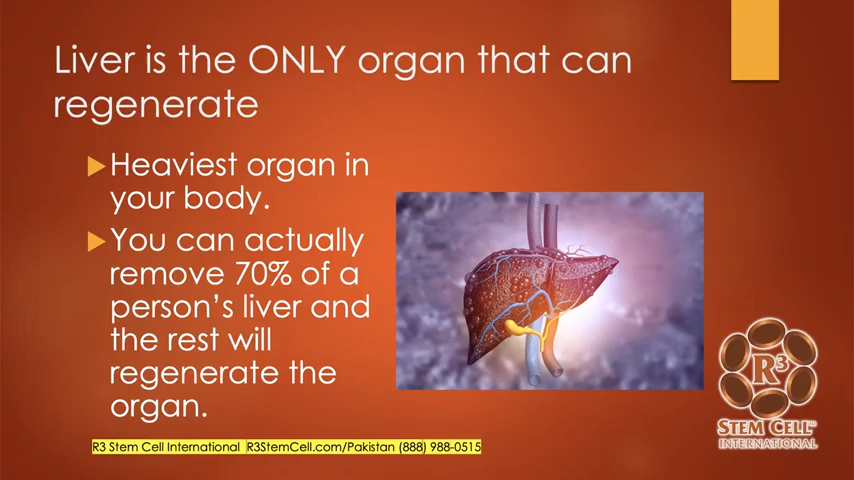 Liver is the ONLY organ that can
regenerate
Heaviest organ in
your body.
You can actually
remove 70% of a
person's liver and
the rest will
regenerate the
organ.
R3 Stem Cell International R3StemCell.com/Pakistan (888) 988-0515
R³
STEM CELL™
INTERNATIONAL